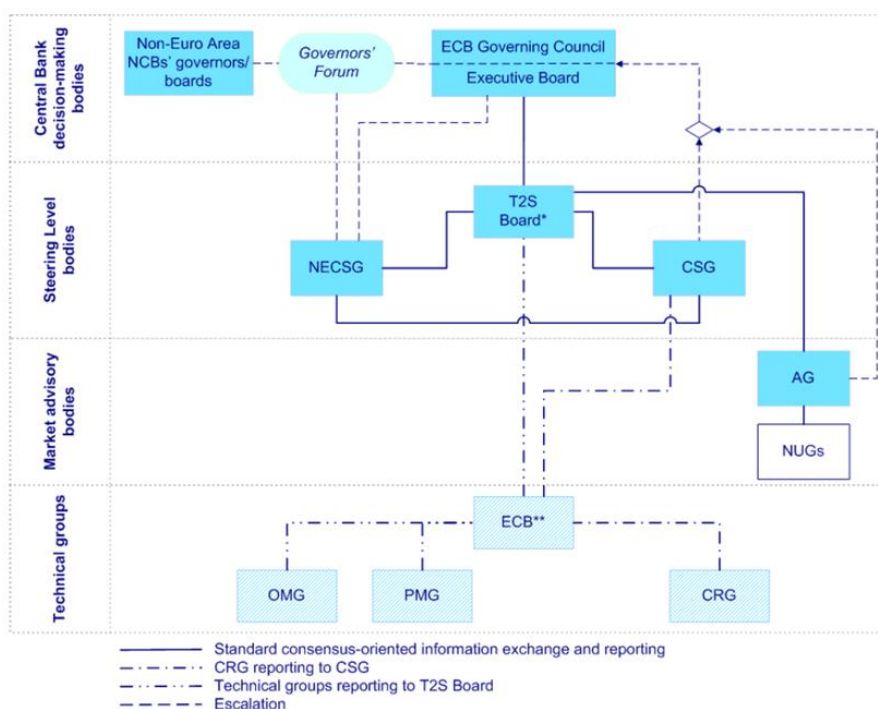 Central Bank
decision-making
bodies
Non-Euro Area
NCBs' governors/
boards
Governors'
Forum
ECB Governing Council
Executive Board
Steering Level
bodies
T2S
Board*
NECSG
CSG
Market advisory
bodies
AG
NUGs
Technical groups
ECB**
OMG
PMG
CRG
Standard consensus-oriented information exchange and reporting
CRG reporting to CSG
Technical groups reporting to T2S Board
Escalation